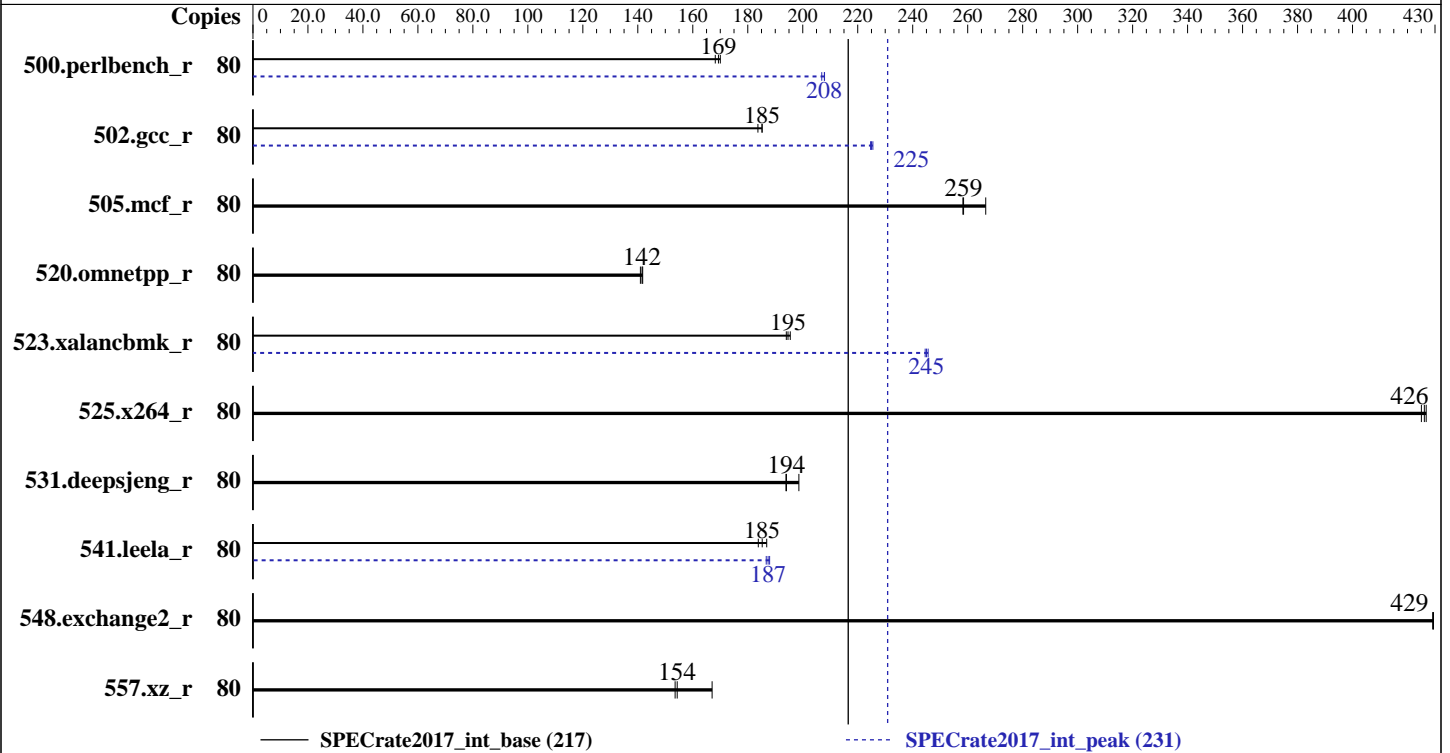 Copies 0 20.0 40.0 60.0 80.0 100 120 140 160 180 200 220 240 260 280 300 320 340 360 380 400 430
169
500.perlbench_r 80
208
185
502.gcc_r 80
225
259
505.mcf_r 80
142
520.omnetpp_r 80
195
523.xalancbmk_r 80
245
426
525.x264_r 80
194
531.deepsjeng_r 80
185
541.leela_r 80
187
429
548.exchange2_r 80
154
557.xz_r 80
SPECrate2017_int_base (217) SPECrate2017_int_peak (231)